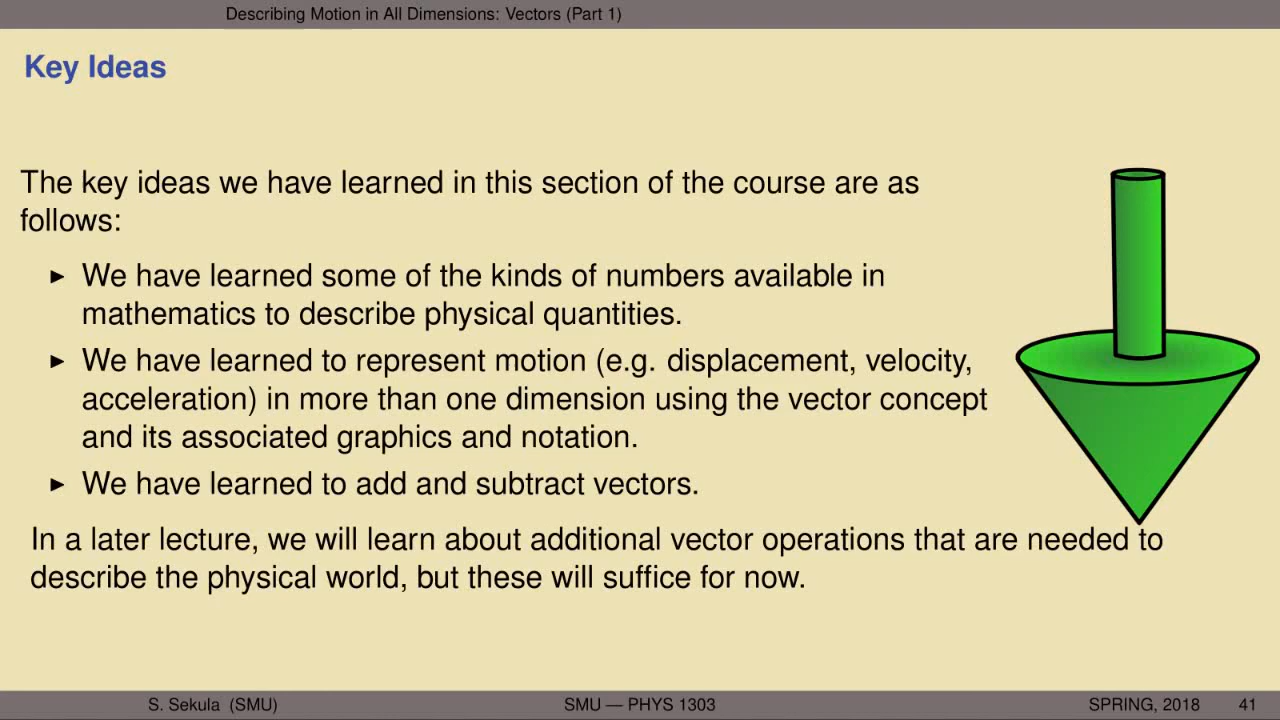 Describing Motion in All Dimensions: Vectors (Part 1)
Key Ideas
The key ideas we have learned in this section of the course are as
follows:
▶ We have learned some of the kinds of numbers available in
mathematics to describe physical quantities.
▶ We have learned to represent motion (e.g. displacement, velocity,
acceleration) in more than one dimension using the vector concept
and its associated graphics and notation.
▶ We have learned to add and subtract vectors.
In a later lecture, we will learn about additional vector operations that are needed to
describe the physical world, but these will suffice for now.
S. Sekula (SMU) SMU — PHYS 1303 SPRING, 2018 41